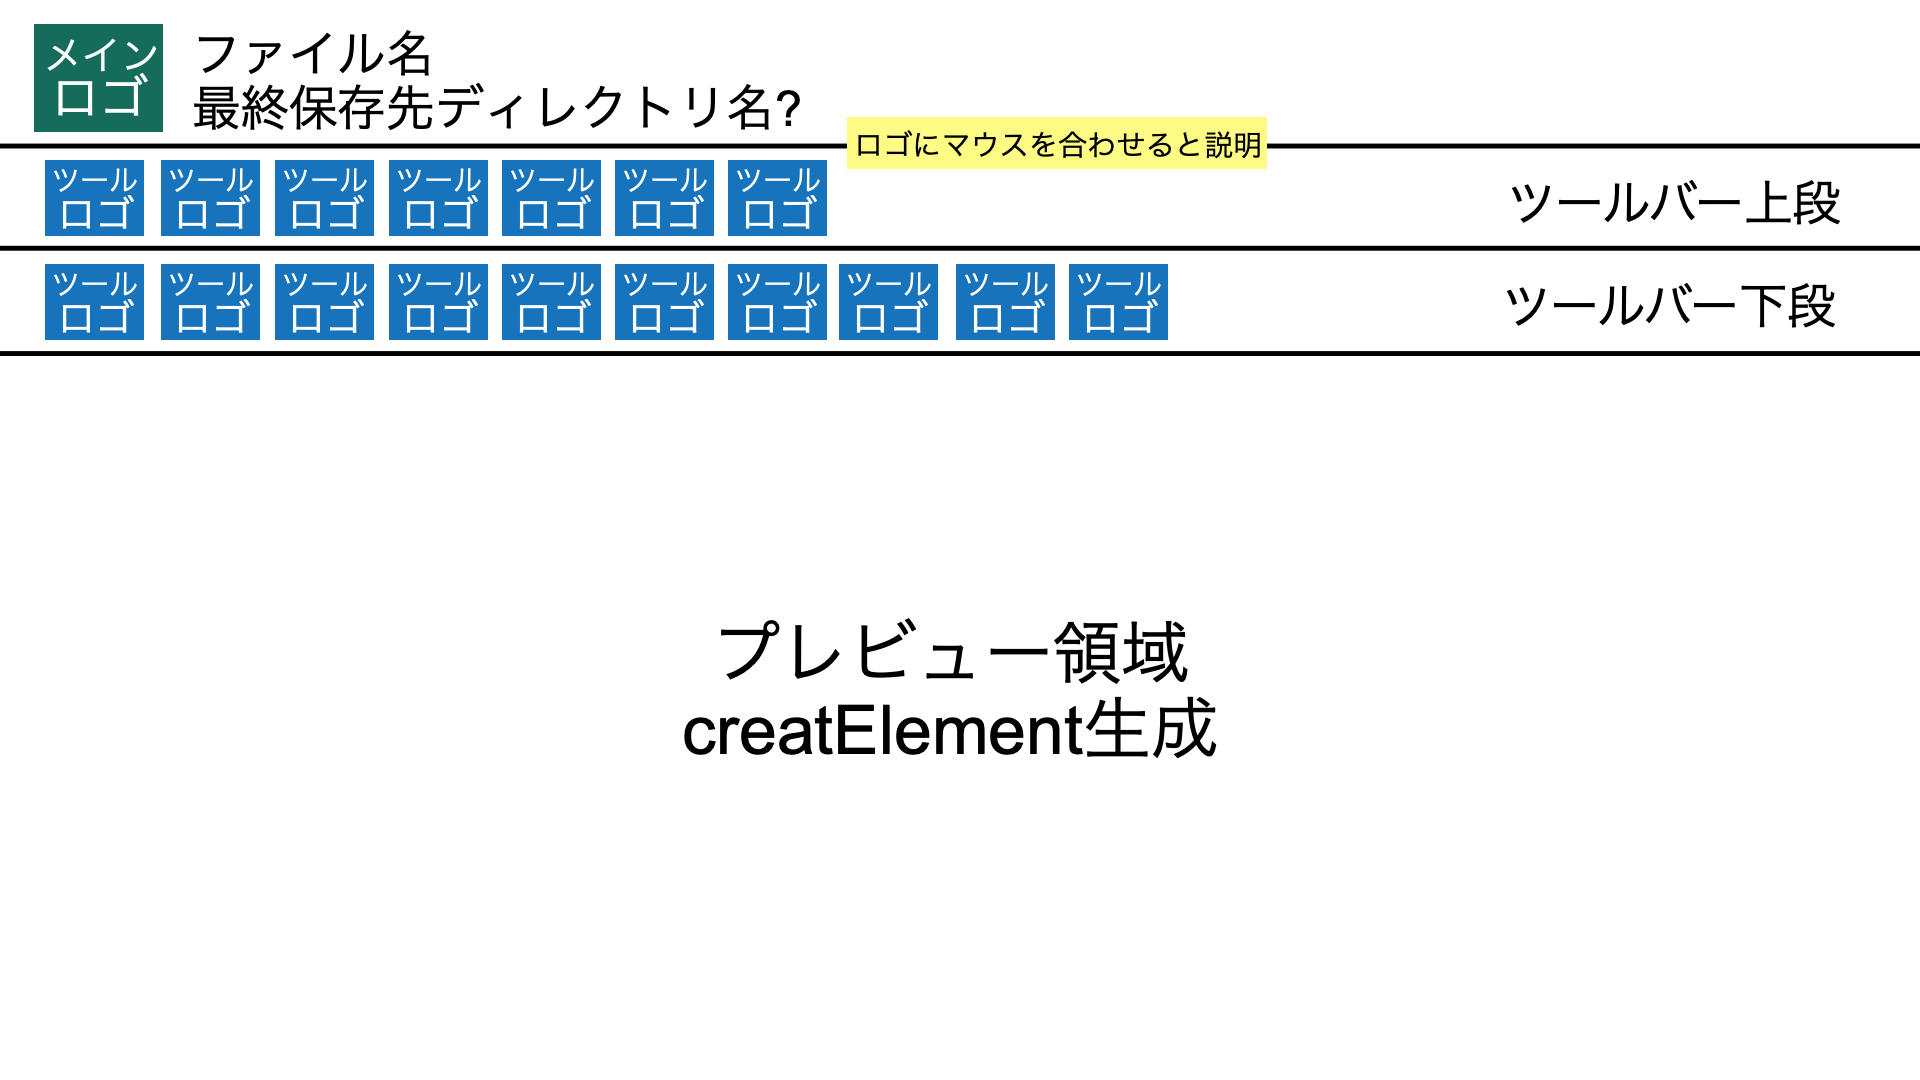 メイン
ロゴ
ファイル名
最終保存先ディレクトリ名?
ロゴにマウスを合わせると説明
ツール
ロゴ
ツール
ロゴ
ツール
ロゴ
ツール
ロゴ
ツール
ロゴ
ツール
ロゴ
ツール
ロゴ
ツールバー上段
ツール
ロゴ
ツール
ロゴ
ツール
ロゴ
ツール
ロゴ
ツール
ロゴ
ツール
ロゴ
ツール
ロゴ
ツール
ロゴ
ツール
ロゴ
ツール
ロゴ
ツールバー下段
プレビュー領域
creatElement生成